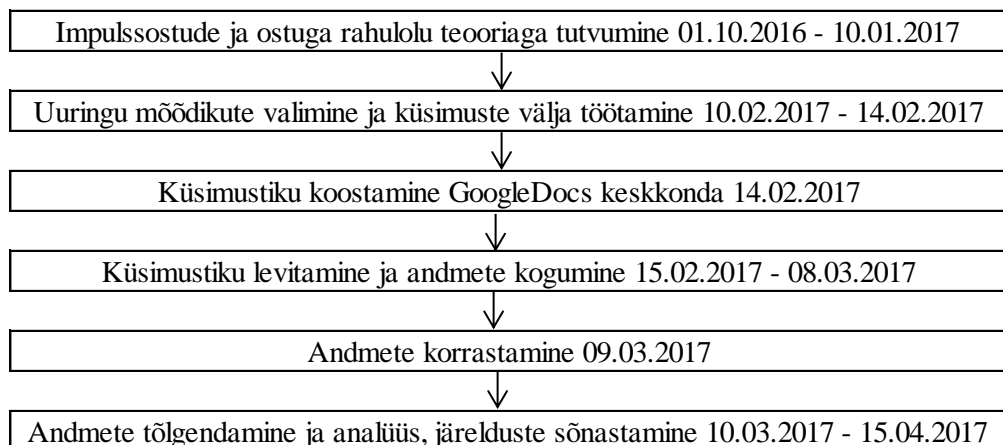 Impulssostude ja ostuga rahulolu teooriaga tutvumine 01.10.2016 - 10.01.2017
Uuringu mõõdikute valimine ja küsimuste välja töötamine 10.02.2017 - 14.02.2017
Küsimustiku koostamine GoogleDocs keskkonda 14.02.2017
Küsimustiku levitamine ja andmete kogumine 15.02.2017 - 08.03.2017
Andmete korrastamine 09.03.2017
Andmete tõlgendamine ja analüüs, järelduste sõnastamine 10.03.2017 - 15.04.2017